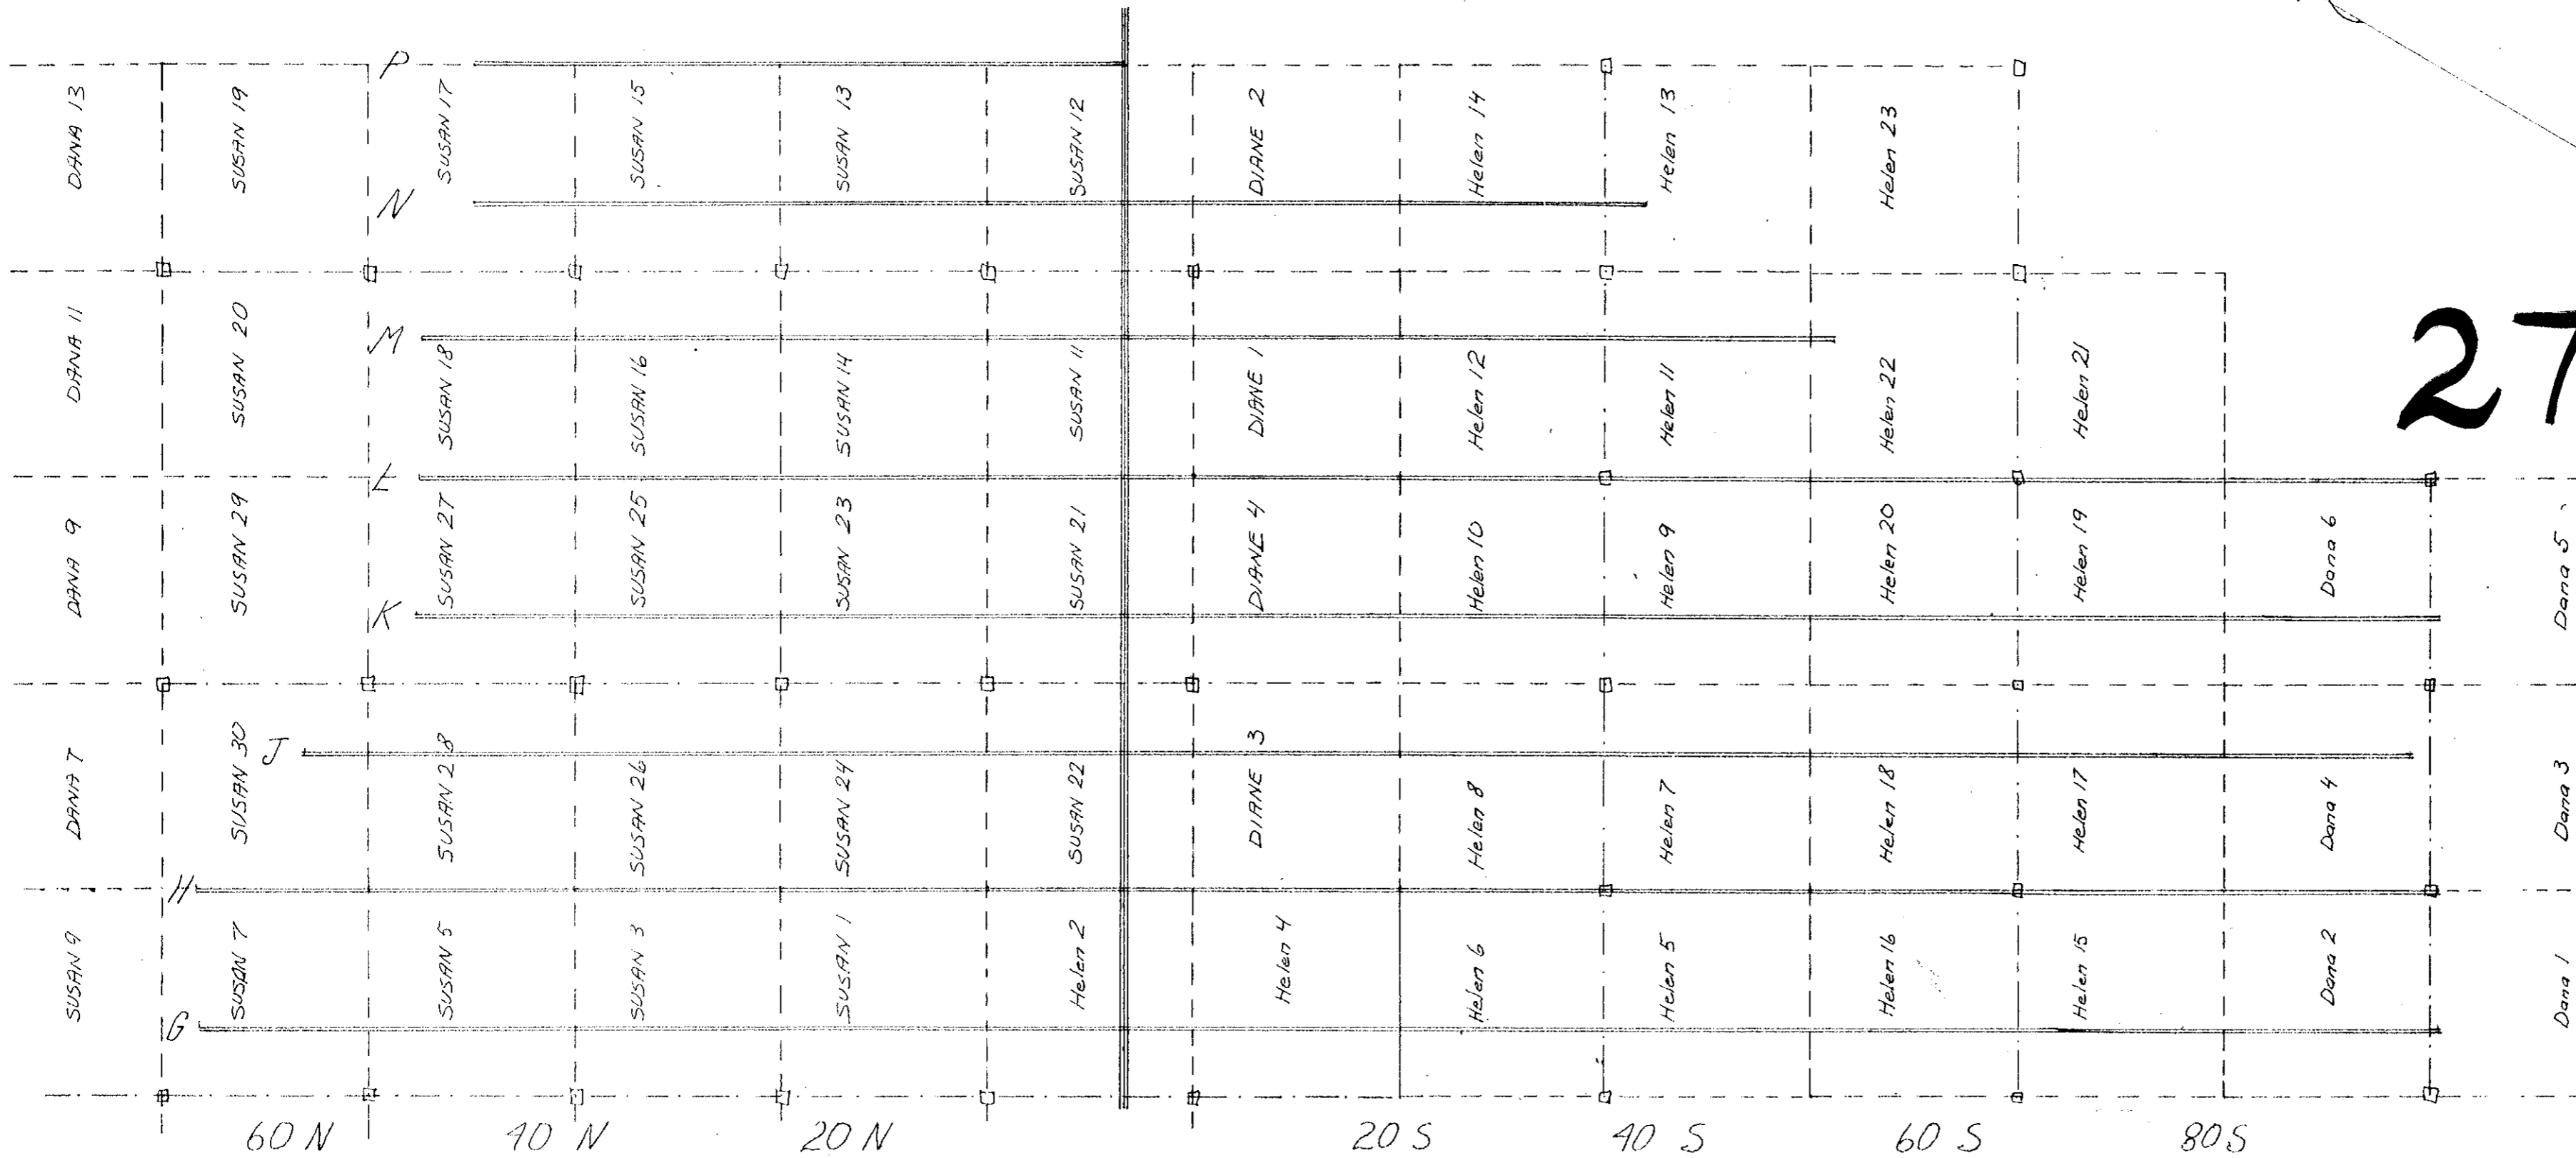 P
DANA 13
SUSAN 19
SUSAN 17
SUSAN 15
SUSAN 13
SUSAN 12
DIANE 2
Helen 14
Helen 13
Helen 23
N
DANA 11
SUSAN 20
M
SUSAN 18
SUSAN 16
SUSAN 14
SUSAN 11
DIANE 1
Helen 12
Helen 11
Helen 22
Helen 21
27
L
DANA 9
SUSAN 29
SUSAN 27
SUSAN 25
SUSAN 23
SUSAN 21
DIANE 4
Helen 10
Helen 9
Helen 20
Helen 19
Dana 6
Dana 5
K
DANA 7
SUSAN 30
J
SUSAN 28
SUSAN 26
SUSAN 24
SUSAN 22
DIANE 3
Helen 8
Helen 7
Helen 18
Helen 17
Dana 4
Dana 3
H
SUSAN 9
SUSAN 7
SUSAN 5
SUSAN 3
SUSAN 1
Helen 2
Helen 4
Helen 6
Helen 5
Helen 16
Helen 15
Dana 2
Dana 1
G
60 N
40 N
20 N
20 S
40 S
60 S
80 S